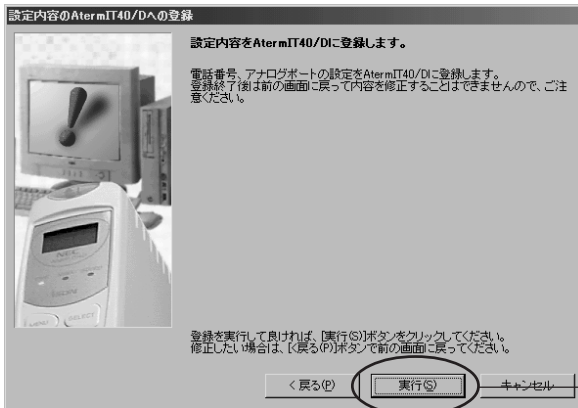 設定内容のAtermIT40/Dへの登録
設定内容をAtermIT40/Dに登録します。
電話番号、アナログポートの設定をAtermIT40/Dに登録します。
登録終了後は前の画面に戻って内容を修正することはできませんので、ご注
意ください。
NEC
SELECT
登録を実行して良ければ、[実行(S)]ボタンをクリックしてください。
修正したい場合は、[<戻る(P)]ボタンで前の画面に戻ってください。
< 戻る(P)
実行(S)
キャンセル